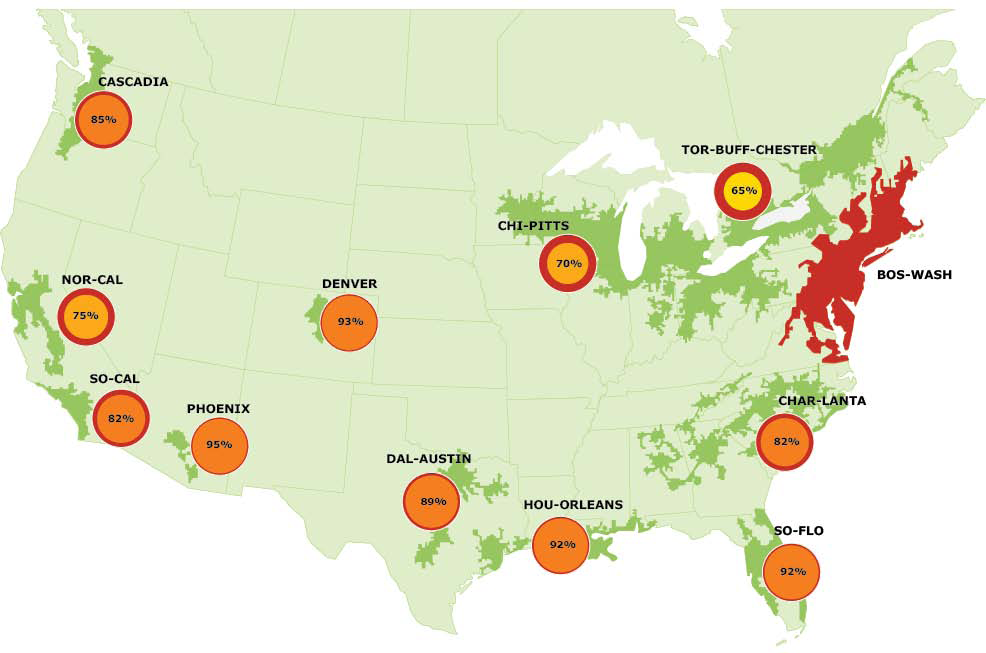 CASCADIA
85%
TOR-BUFF-CHESTER
65%
CHI-PITTS
70%
BOS-WASH
NOR-CAL
75%
DENVER
93%
SO-CAL
82%
PHOENIX
95%
CHAR-LANTA
82%
DAL-AUSTIN
89%
HOU-ORLEANS
92%
SO-FLO
92%